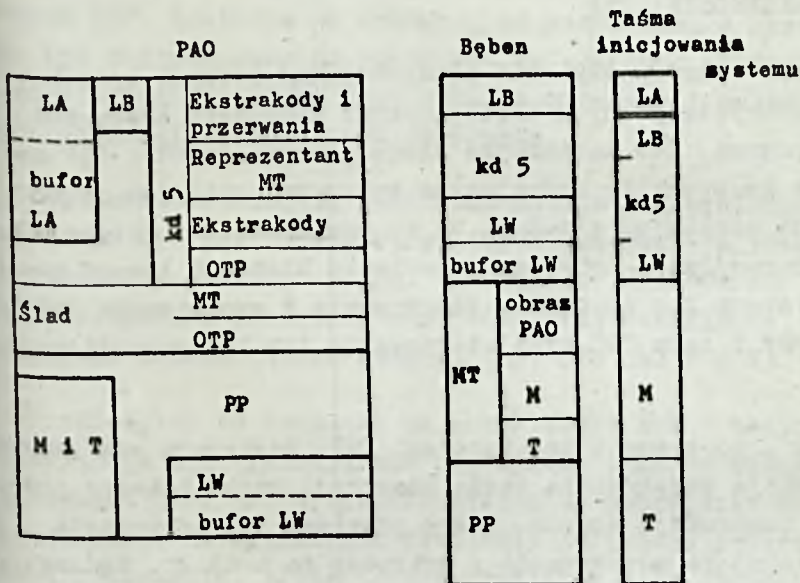 PAO
Bęben
Taśma
inicjowania
systemu
LA
LB
kd 5
Ekstrakody i
przerwania
Reprezentant
MT
bufor
LA
Ekstrakody
OTP
Ślad
MT
OTP
PP
M i T
LW
bufor LW
LB
kd 5
LW
bufor LW
MT
obraz
PAO
M
T
PP
LA
LB
kd5
LW
M
T